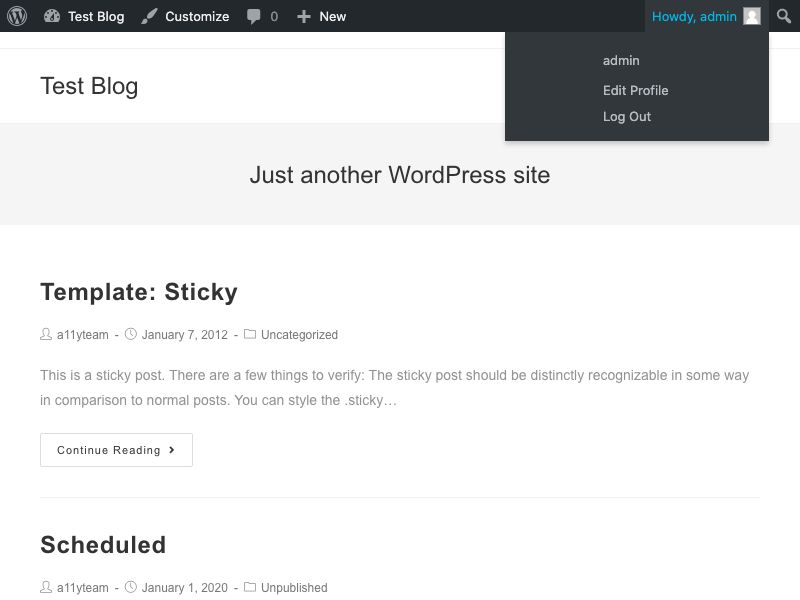 Test Blog Customize 0 New Howdy, admin
admin
Edit Profile
Log Out
Test Blog
Just another WordPress site
Template: Sticky
a11yteam - January 7, 2012 - Uncategorized
This is a sticky post. There are a few things to verify: The sticky post should be distinctly recognizable in some way
in comparison to normal posts. You can style the .sticky…
Continue Reading
Scheduled
a11yteam - January 1, 2020 - Unpublished